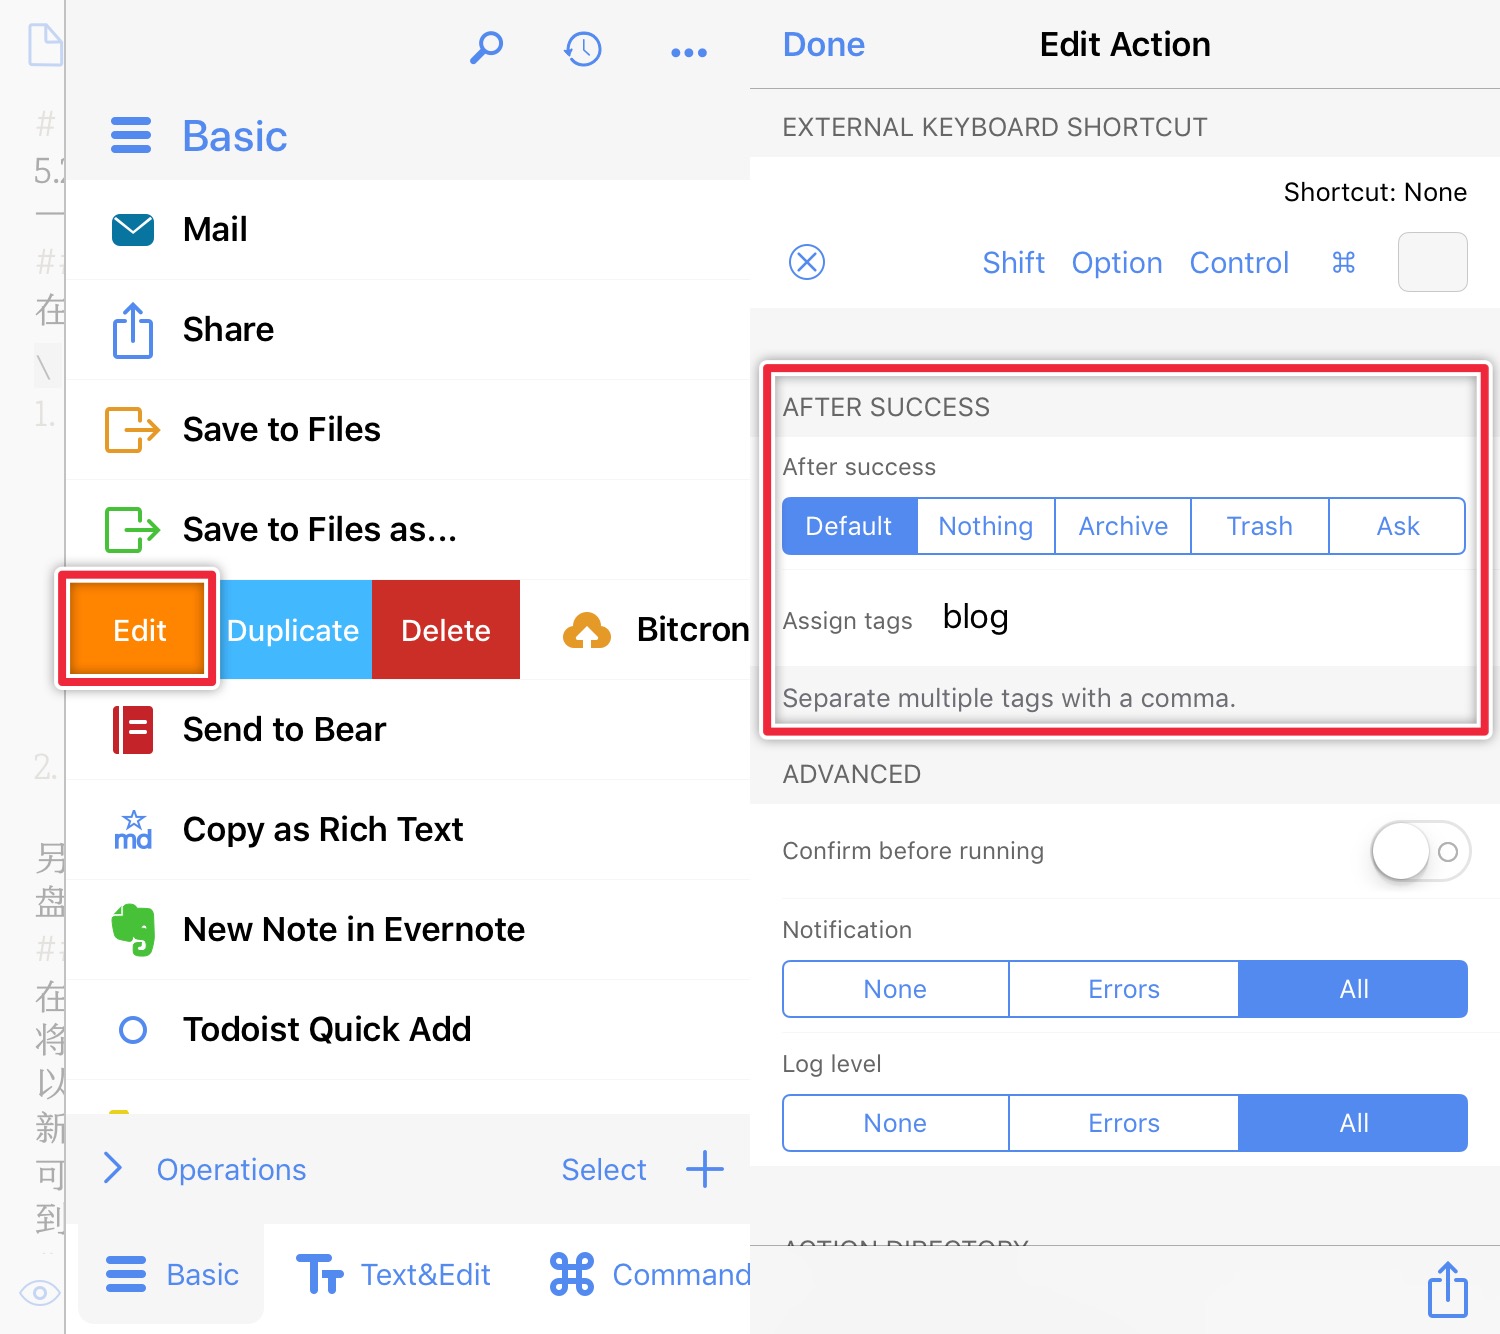 #
5.2
—
##
在
\
1.
2.
另
盘
##
在
将
以
新
可
到
Basic
Mail
Share
Save to Files
Save to Files as...
Edit
Duplicate
Delete
Bitcron
Send to Bear
md
Copy as Rich Text
New Note in Evernote
Todoist Quick Add
Operations
Select
Basic
Text&Edit
Command
Done
Edit Action
EXTERNAL KEYBOARD SHORTCUT
Shortcut: None
Shift Option Control ⌘
AFTER SUCCESS
After success
Default Nothing Archive Trash Ask
Assign tags blog
Separate multiple tags with a comma.
ADVANCED
Confirm before running
Notification
None Errors All
Log level
None Errors All
ACTION DIRECTORY